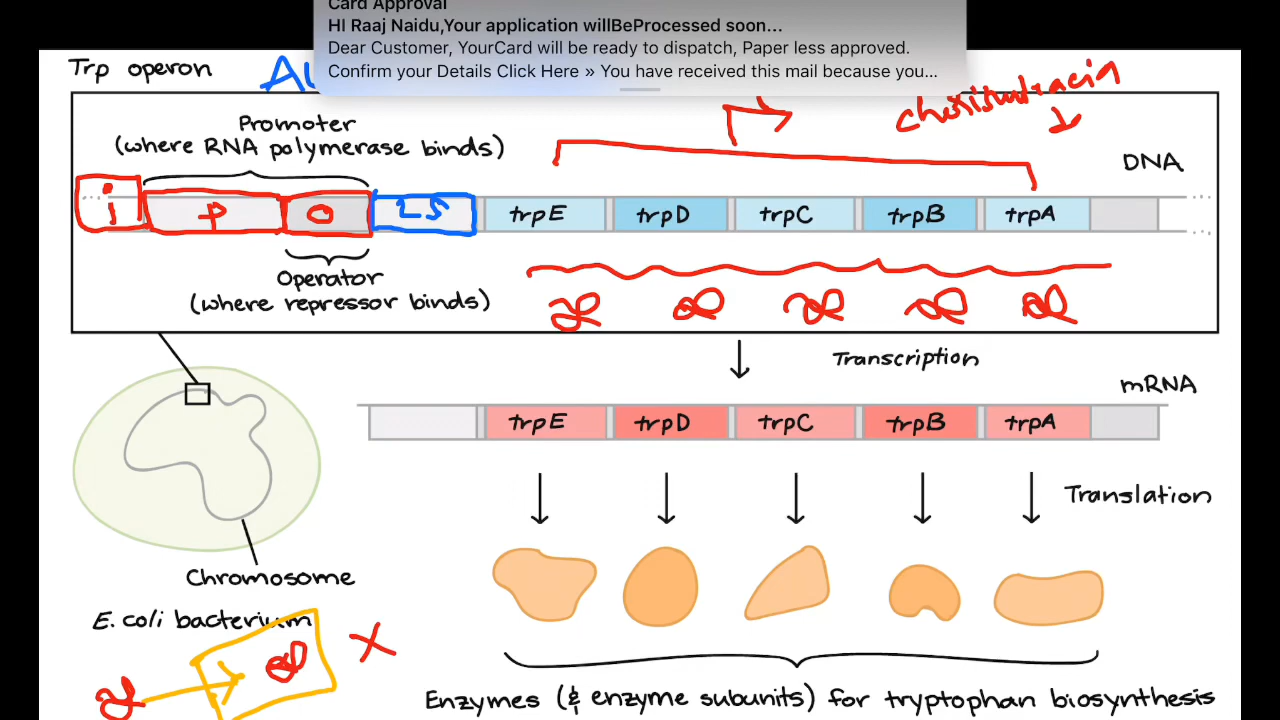 Card Approval
HI Raaj Naidu,Your application willBeProcessed soon...
Dear Customer, YourCard will be ready to dispatch, Paper less approved.
Confirm your Details Click Here » You have received this mail because you...
Trp operon
Promoter
(where RNA polymerase binds)
DNA
i P O LS trpE trpD trpC trpB trpA
Operator
(where repressor binds)
Transcription
mRNA
trpE trpD trpC trpB trpA
Translation
Chromosome
E. coli bacterium
X
Enzymes (& enzyme subunits) for tryptophan biosynthesis